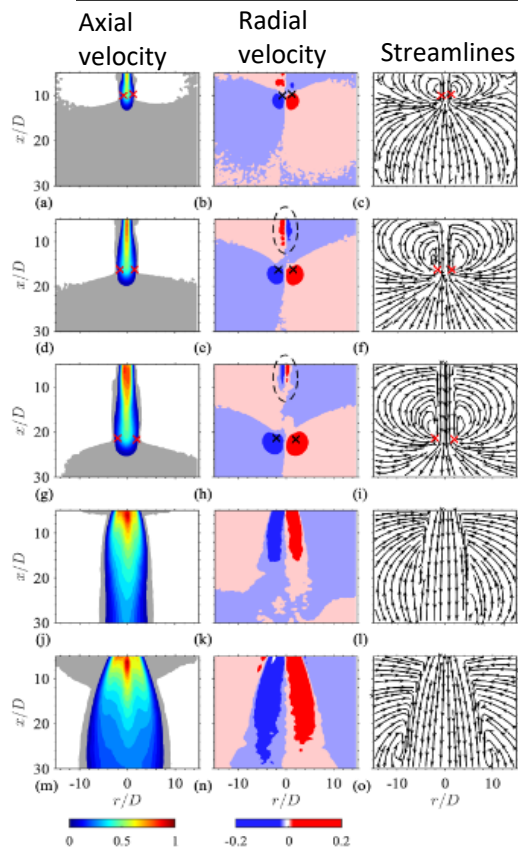 Axial velocity
Radial velocity
Streamlines
x/D
10
20
30
(a)
(b)
(c)
x/D
10
20
30
(d)
(e)
(f)
x/D
10
20
30
(g)
(h)
(i)
x/D
10
20
30
(j)
(k)
(l)
x/D
10
20
30
(m)
(n)
(o)
-10 0 10
-10 0 10
-10 0 10
r/D
r/D
r/D
0 0.5 1
-0.2 0 0.2